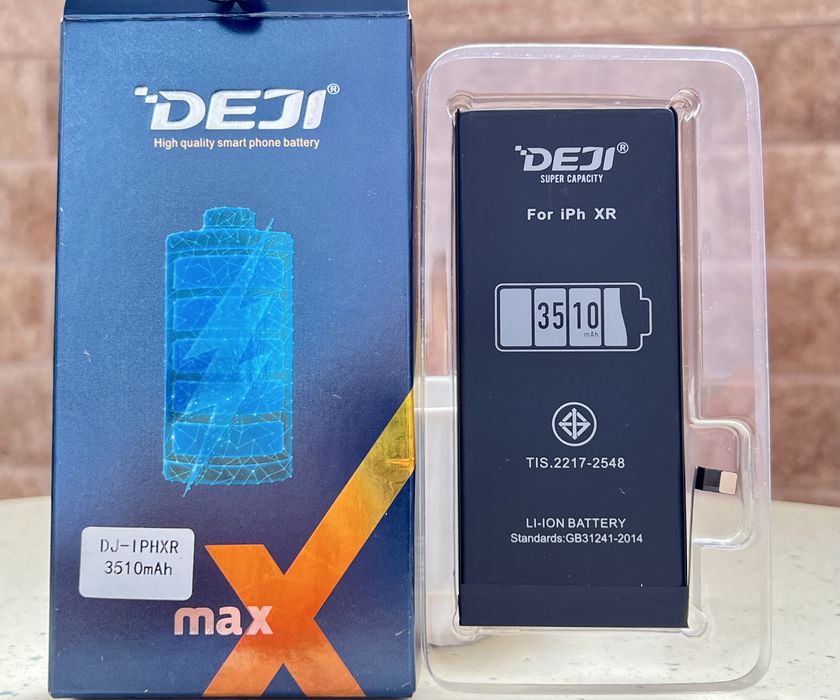 DEJI®
High quality smart phone battery
DJ-IPHXR
3510mAh
max
X
DEJI®
SUPER CAPACITY
For iPh XR
3510
mAh
TIS.2217-2548
LI-ION BATTERY
Standards:GB31241-2014